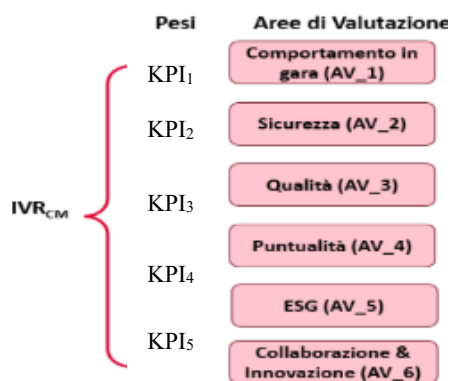 Pesi Aree di Valutazione
Comportamento in
gara (AV_1)
KPI₁
Sicurezza (AV_2)
KPI₂
Qualità (AV_3)
KPI₃
IVR_CM
Puntualità (AV_4)
KPI₄
ESG (AV_5)
KPI₅
Collaborazione &
Innovazione (AV_6)